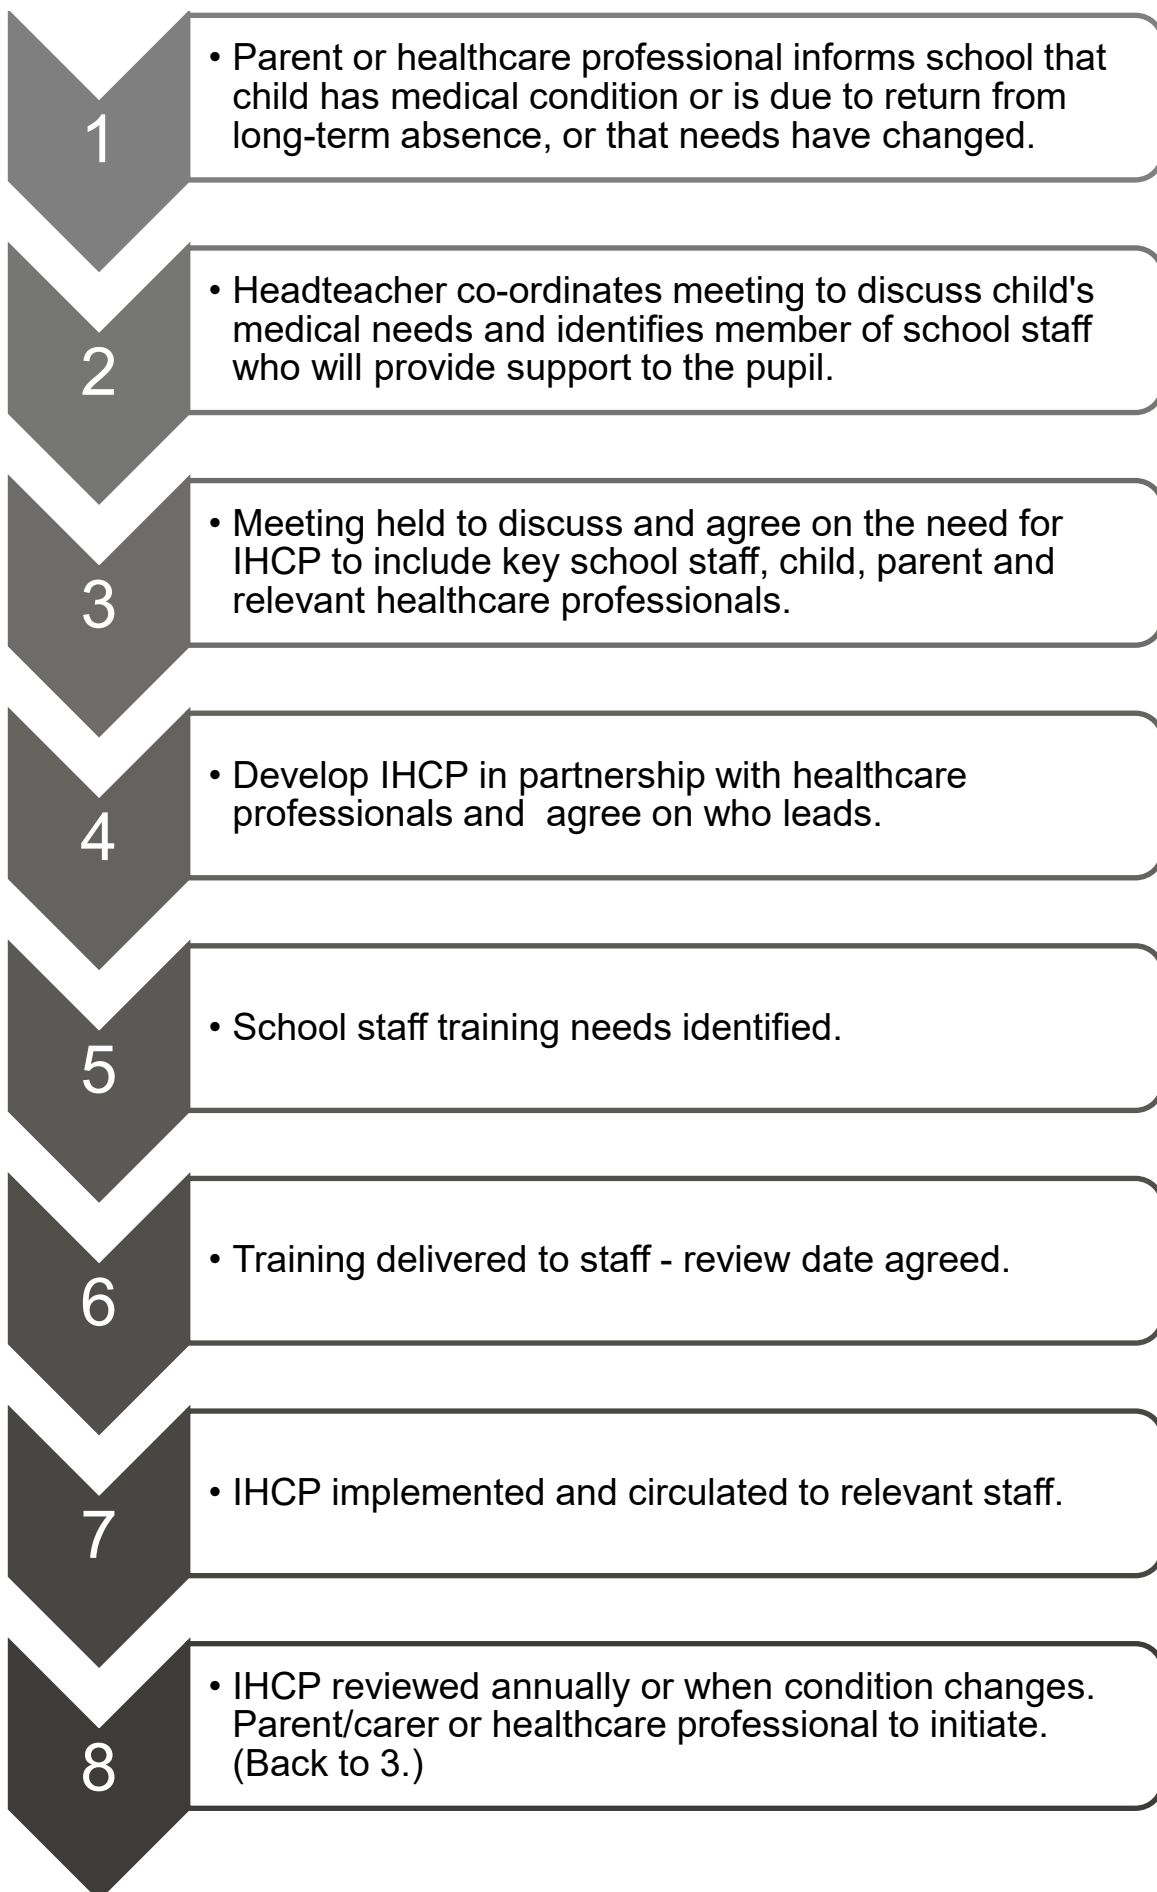 1
• Parent or healthcare professional informs school that
child has medical condition or is due to return from
long-term absence, or that needs have changed.
2
• Headteacher co-ordinates meeting to discuss child's
medical needs and identifies member of school staff
who will provide support to the pupil.
3
• Meeting held to discuss and agree on the need for
IHCP to include key school staff, child, parent and
relevant healthcare professionals.
4
• Develop IHCP in partnership with healthcare
professionals and  agree on who leads.
5
• School staff training needs identified.
6
• Training delivered to staff - review date agreed.
7
• IHCP implemented and circulated to relevant staff.
8
• IHCP reviewed annually or when condition changes.
Parent/carer or healthcare professional to initiate.
(Back to 3.)